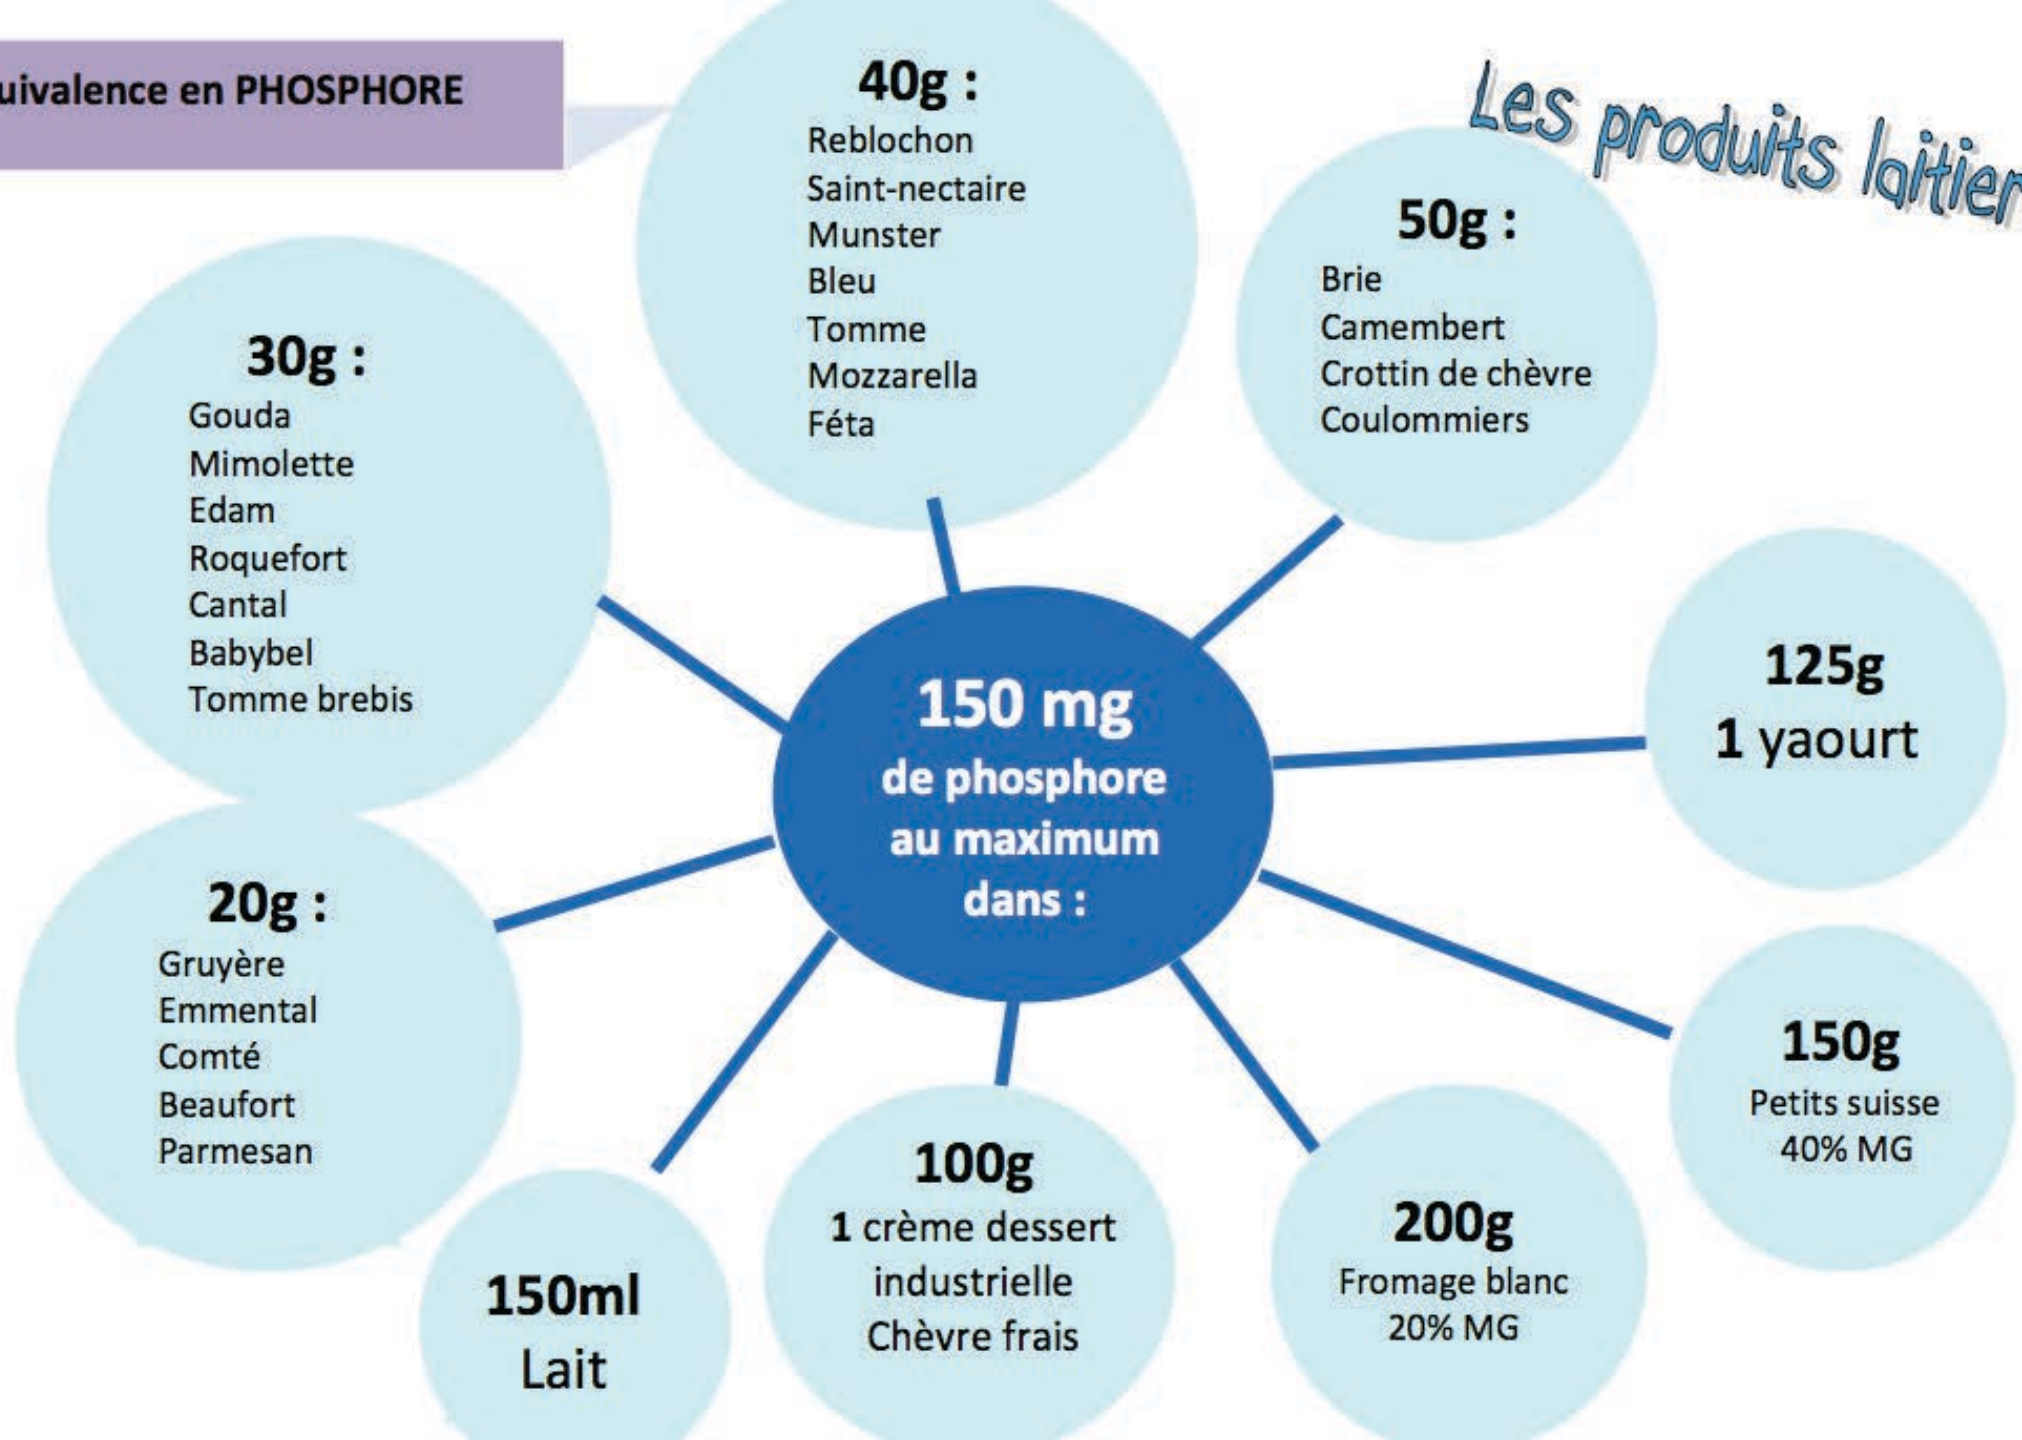 uivalence en PHOSPHORE
Les produits laitier
40g :
Reblochon
Saint-nectaire
Munster
Bleu
Tomme
Mozzarella
Féta
50g :
Brie
Camembert
Crottin de chèvre
Coulommiers
30g :
Gouda
Mimolette
Edam
Roquefort
Cantal
Babybel
Tomme brebis
150 mg
de phosphore
au maximum
dans :
125g
1 yaourt
20g :
Gruyère
Emmental
Comté
Beaufort
Parmesan
150g
Petits suisse
40% MG
150ml
Lait
100g
1 crème dessert
industrielle
Chèvre frais
200g
Fromage blanc
20% MG